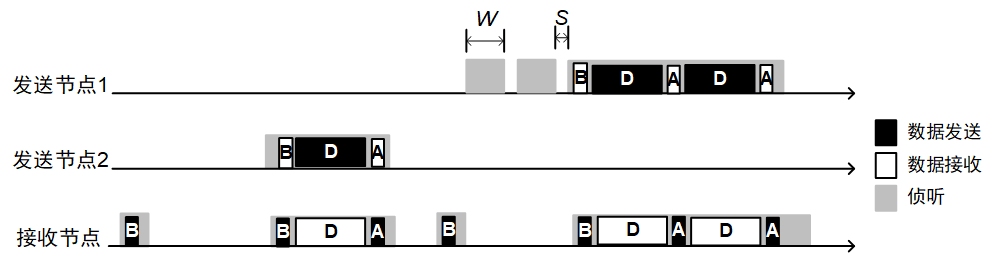 W S
发送节点1 B D A D A
数据发送
发送节点2 B D A
数据接收
侦听
接收节点 B B D A B B D A D A